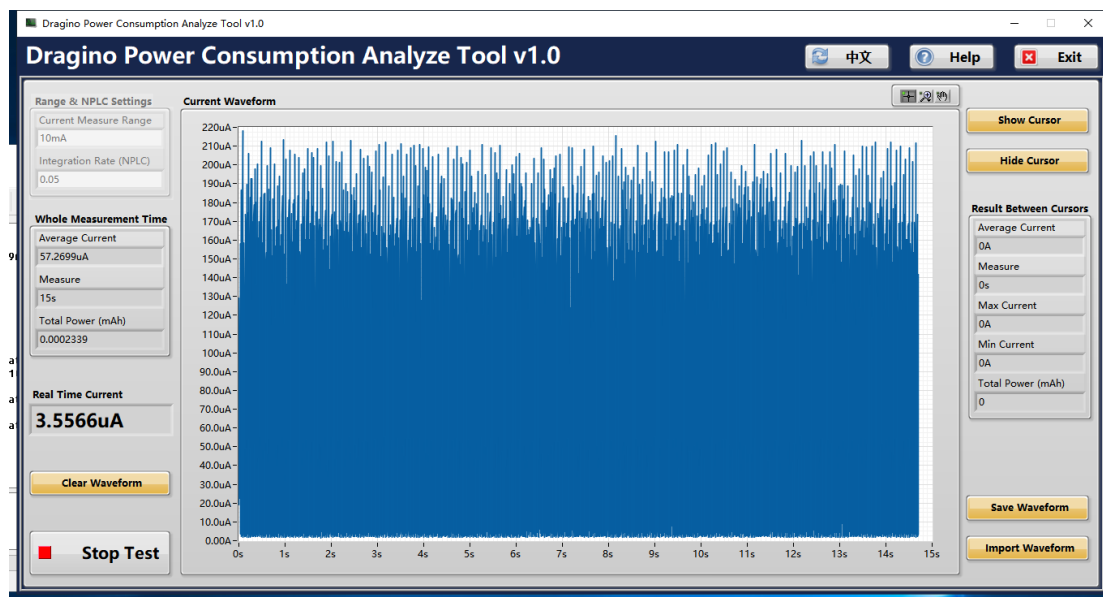 Dragino Power Consumption Analyze Tool v1.0
Dragino Power Consumption Analyze Tool v1.0
中文
Help
Exit
Range & NPLC Settings
Current Measure Range
10mA
Integration Rate (NPLC)
0.05
Whole Measurement Time
Average Current
57.2699uA
Measure
15s
Total Power (mAh)
0.0002339
Real Time Current
3.5566uA
Clear Waveform
Stop Test
Current Waveform
220uA
210uA
200uA
190uA
180uA
170uA
160uA
150uA
140uA
130uA
120uA
110uA
100uA
90.0uA
80.0uA
70.0uA
60.0uA
50.0uA
40.0uA
30.0uA
20.0uA
10.0uA
0.00A
0s 1s 2s 3s 4s 5s 6s 7s 8s 9s 10s 11s 12s 13s 14s 15s
Show Cursor
Hide Cursor
Result Between Cursors
Average Current
0A
Measure
0s
Max Current
0A
Min Current
0A
Total Power (mAh)
0
Save Waveform
Import Waveform